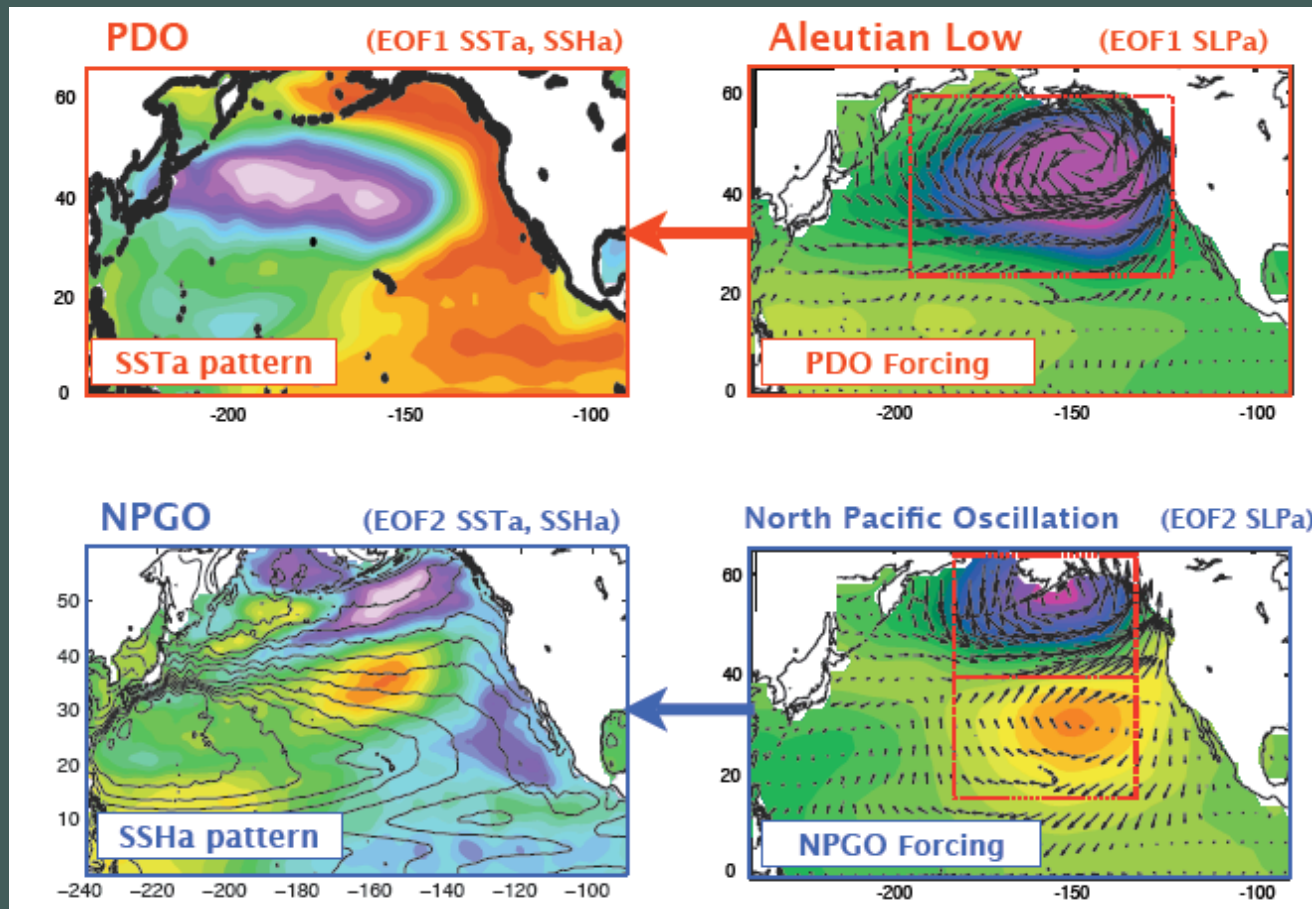 PDO (EOF1 SSTa, SSHa)
Aleutian Low (EOF1 SLPa)
60
40
20
0
SSTa pattern
-200 -150 -100
60
40
20
0
PDO Forcing
-200 -150 -100
NPGO (EOF2 SSTa, SSHa)
North Pacific Oscillation (EOF2 SLPa)
50
40
30
20
10
SSHa pattern
-240 -220 -200 -180 -160 -140 -120 -100
60
40
20
0
NPGO Forcing
-200 -150 -100